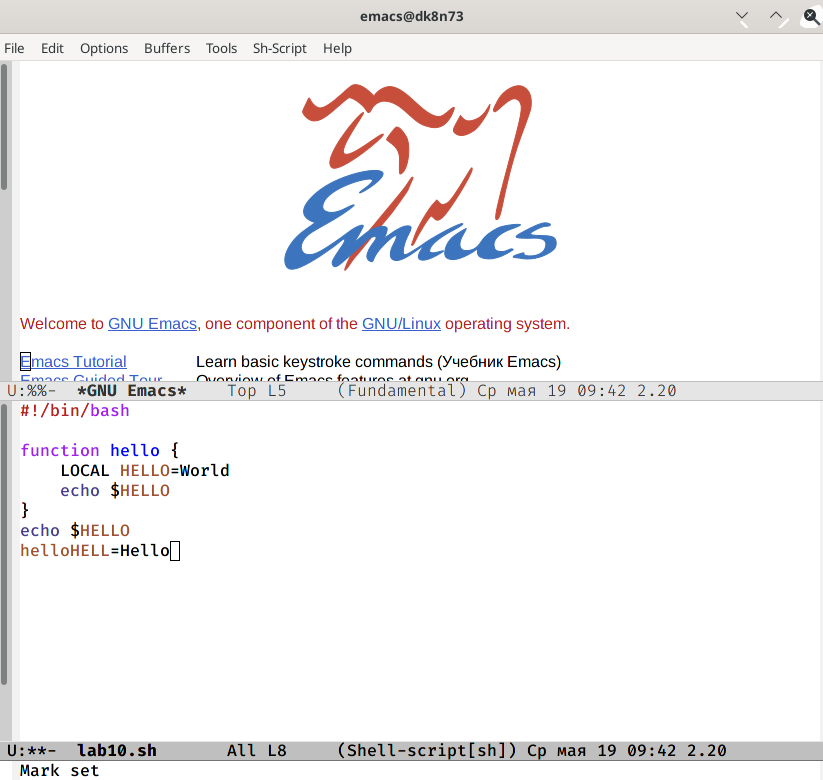 emacs@dk8n73
File Edit Options Buffers Tools Sh-Script Help
Emacs
Welcome to GNU Emacs, one component of the GNU/Linux operating system.
Emacs Tutorial Learn basic keystroke commands (Учебник Emacs)
Emacs Guided Tour Overview of Emacs features at gnu.org
U:%%- *GNU Emacs* Top L5 (Fundamental) Ср мая 19 09:42 2.20
#!/bin/bash
function hello {
    LOCAL HELLO=World
    echo $HELLO
}
echo $HELLO
helloHELL=Hello
U:**- lab10.sh All L8 (Shell-script[sh]) Ср мая 19 09:42 2.20
Mark set